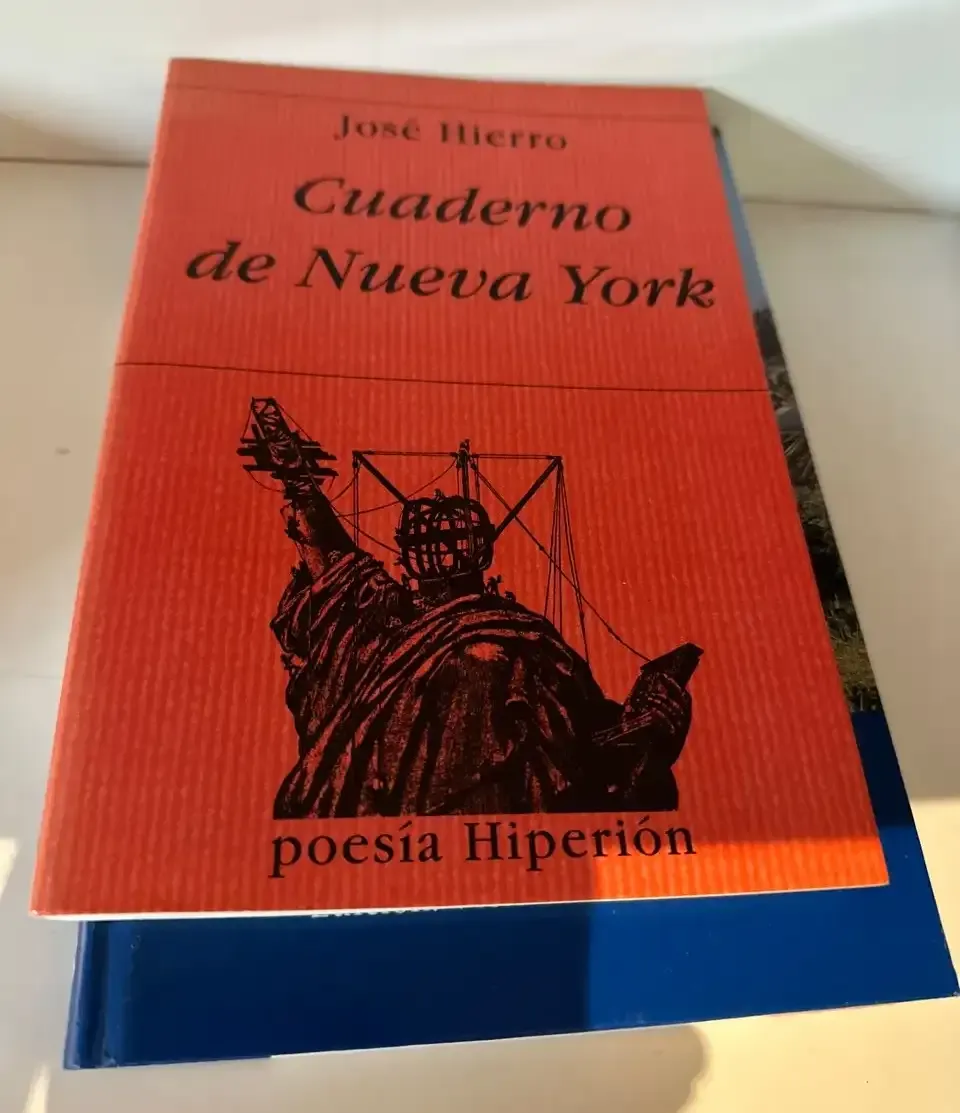 José Hierro
Cuaderno
de Nueva York
poesía Hiperión